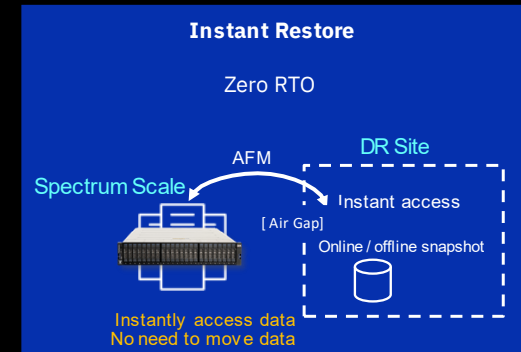 Instant Restore
Zero RTO
DR Site
AFM
Spectrum Scale
Instant access
[ Air Gap]
Online / offline snapshot
Instantly access data
No need to move data